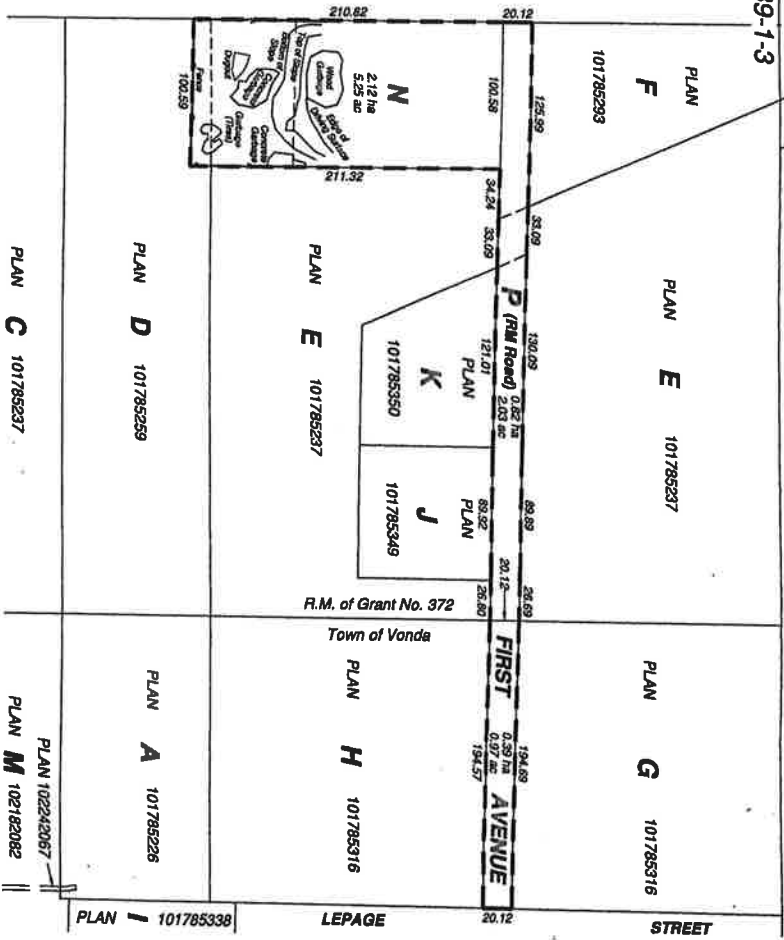 39-1-3
PLAN
F
101785293
PLAN
E
101785237
PLAN
G
101785316
STREET
210.82
20.12
125.99
100.58
34.24
33.09
33.09
P (RM Road)
0.82 ha
2.03 ac
130.09
121.01
89.89
89.92
20.12
26.69
26.80
FIRST AVENUE
0.39 ha
0.97 ac
194.69
194.57
20.12
N
2.12 ha
5.25 ac
Wood Garbage
Edge of Driving Surface
Top of Slope
Bottom of Slope
Concrete Garbage
Dugout
Concrete Garbage
Garbage (Tires)
Fence
100.59
211.32
PLAN
K
101785350
PLAN
J
101785349
PLAN
E 101785237
R.M. of Grant No. 372
Town of Vonda
PLAN
H 101785316
LEPAGE
PLAN
D 101785259
PLAN
A 101785226
PLAN I 101785338
PLAN
C 101785237
PLAN 102242067
PLAN M 102182082